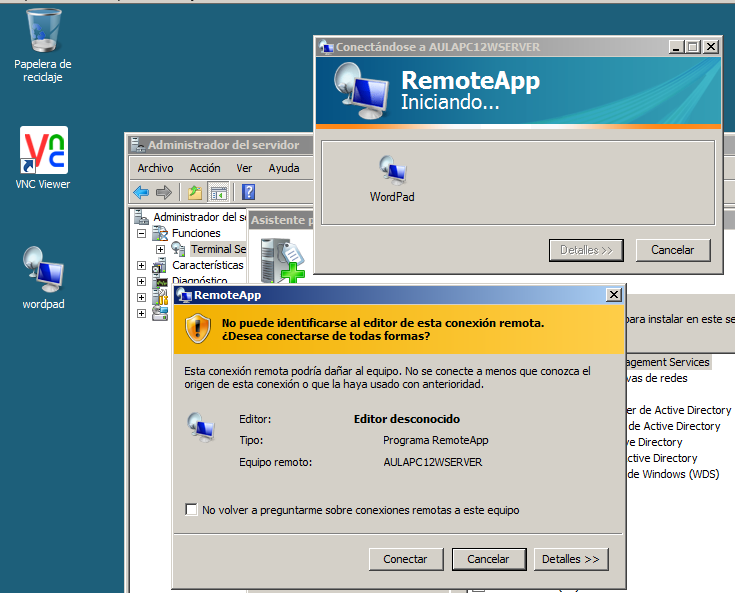 Papelera de
reciclaje
VNC Viewer
wordpad
Conectándose a AULAPC12WSERVER
RemoteApp
Iniciando...
WordPad
Detalles >>
Cancelar
Administrador del servidor
Archivo Acción Ver Ayuda
Administrador del se
Funciones
Terminal Se
Características
Diagnóstico
Asistente p
para instalar en este se
agement Services
vas de redes
er de Active Directory
de Active Directory
e Directory
ctive Directory
de Windows (WDS)
RemoteApp
No puede identificarse al editor de esta conexión remota.
¿Desea conectarse de todas formas?
Esta conexión remota podría dañar al equipo. No se conecte a menos que conozca el
origen de esta conexión o que la haya usado con anterioridad.
Editor: Editor desconocido
Tipo: Programa RemoteApp
Equipo remoto: AULAPC12WSERVER
No volver a preguntarme sobre conexiones remotas a este equipo
Conectar Cancelar Detalles >>